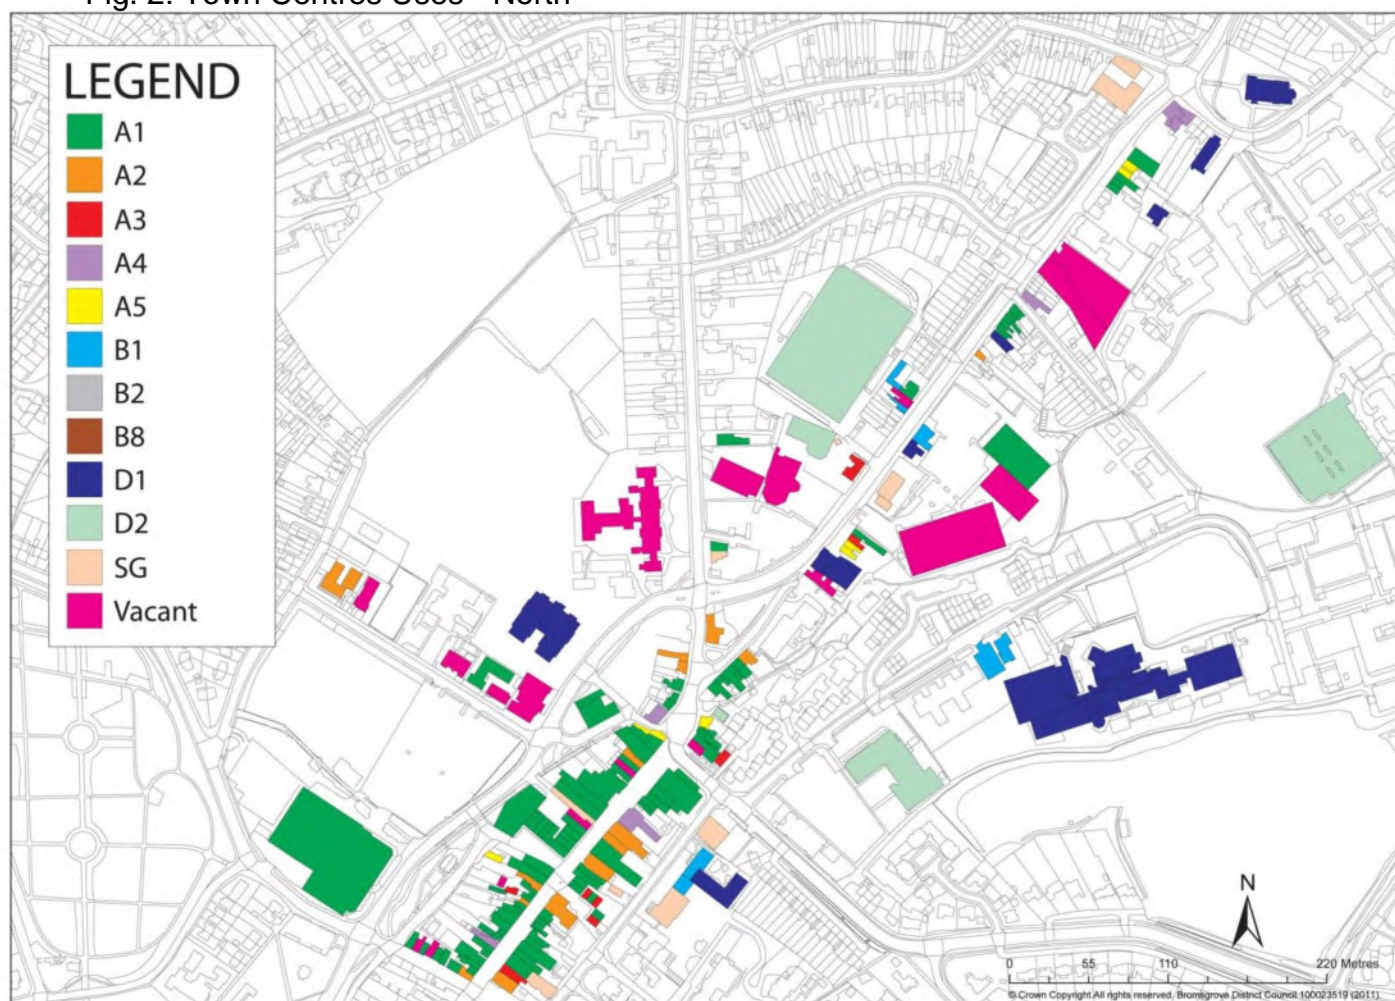 Fig. 2: Town Centres Uses - North
LEGEND
A1
A2
A3
A4
A5
B1
B2
B8
D1
D2
SG
Vacant
N
0 55 110 220 Metres
© Crown Copyright All rights reserved. Bromsgrove District Council 100023519 (2011)